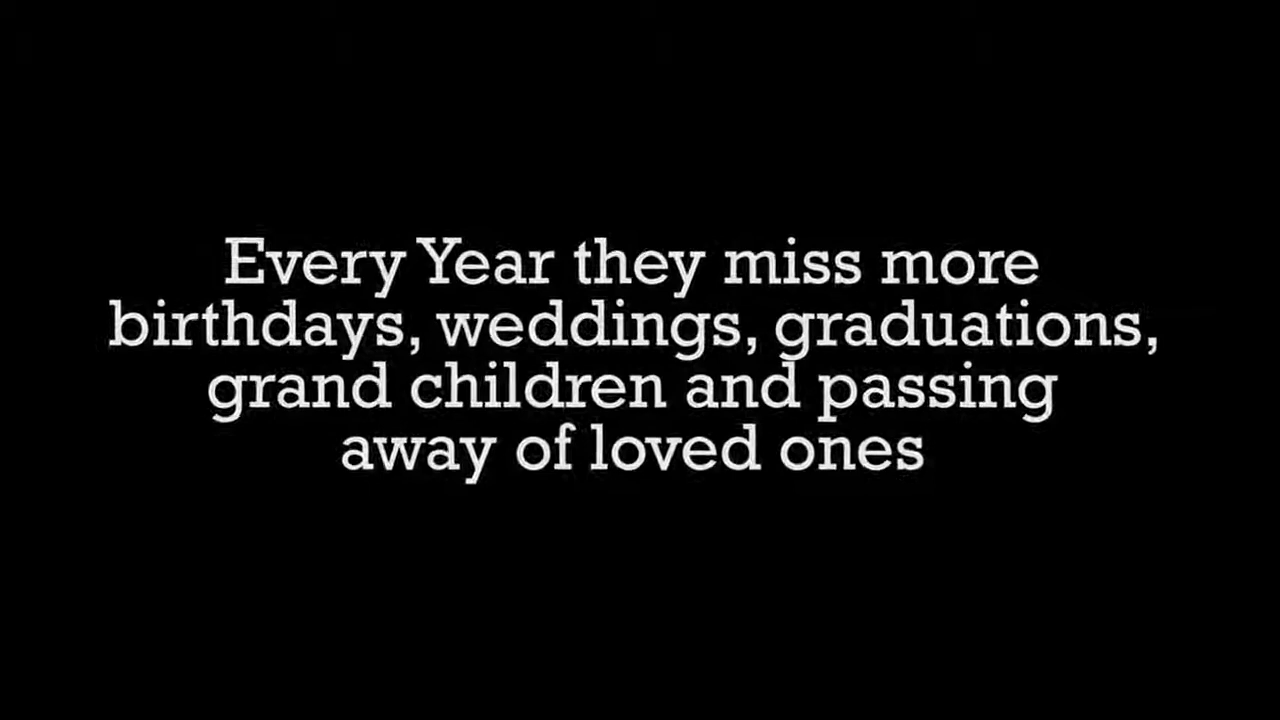 Every Year they miss more
birthdays, weddings, graduations,
grand children and passing
away of loved ones